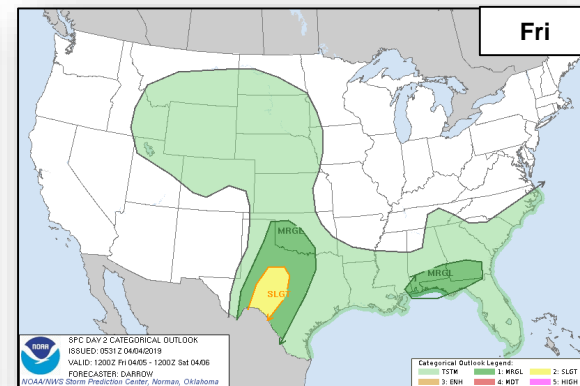 Fri
MRGL
SLGT
MRGL
NOAA
SPC DAY 2 CATEGORICAL OUTLOOK
ISSUED: 0531Z 04/04/2019
VALID: 1200Z Fri 04/05 - 1200Z Sat 04/06
FORECASTER: DARROW
NOAA/NWS Storm Prediction Center, Norman, Oklahoma
Categorical Outlook Legend:
TSTM 1: MRGL 2: SLGT
3: ENH 4: MDT 5: HIGH